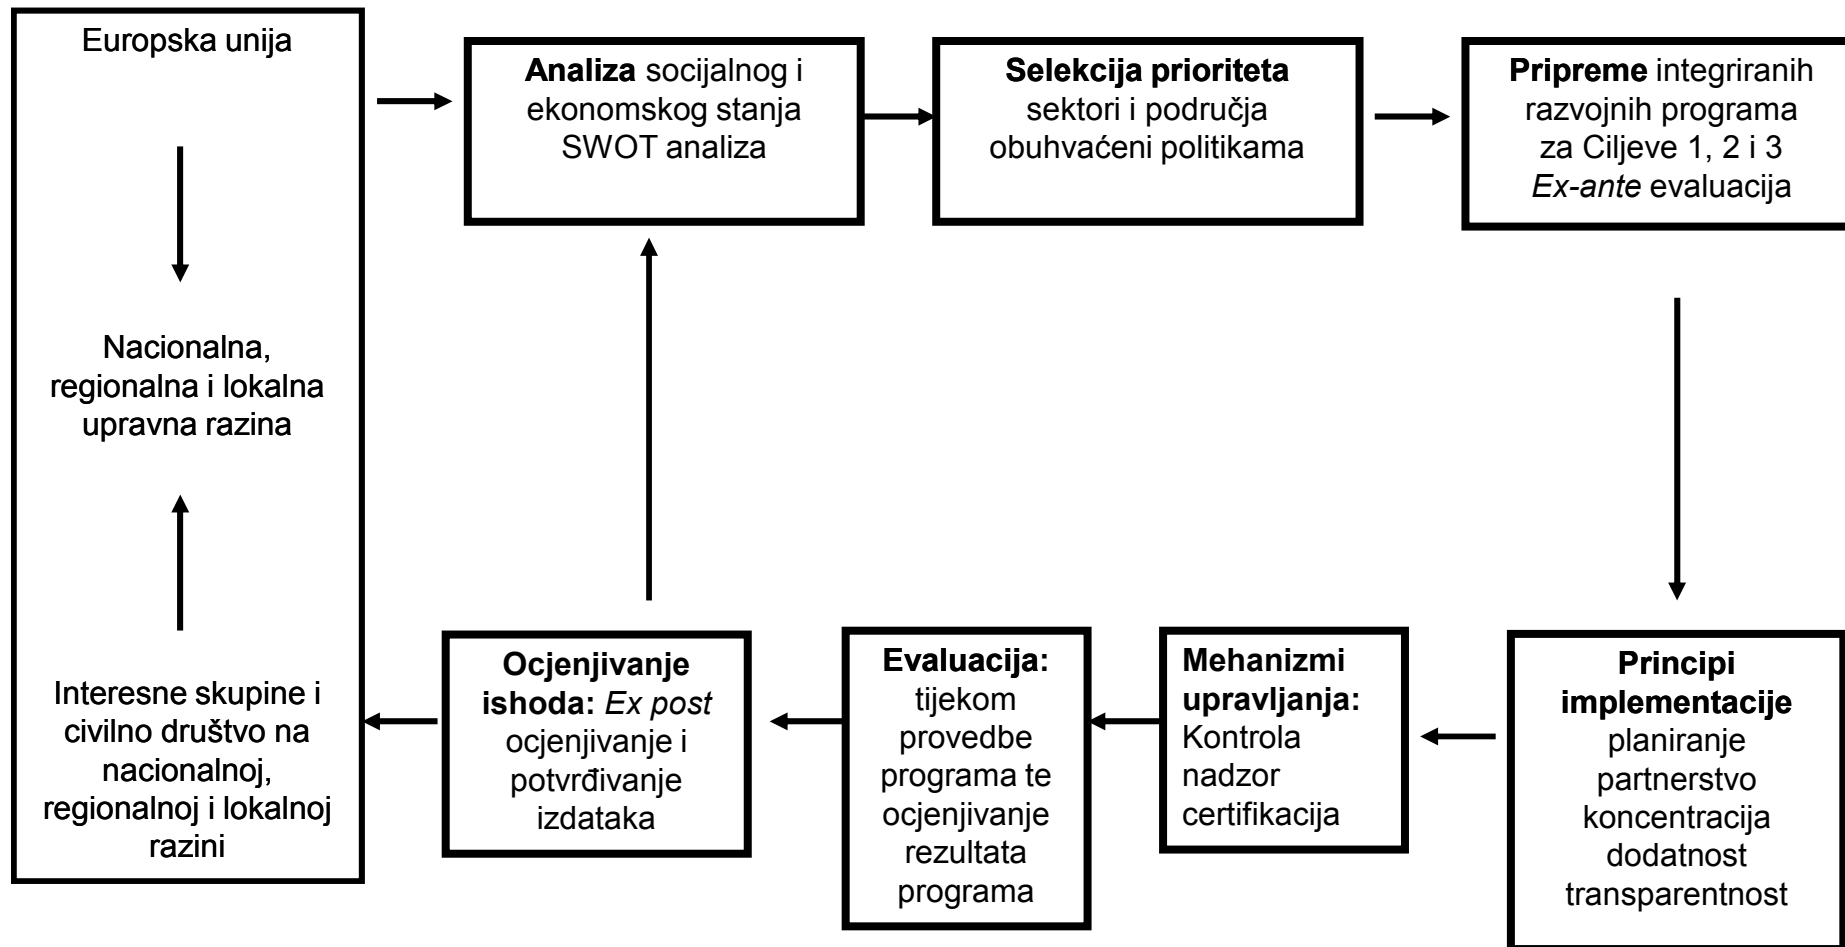 Europska unija
Nacionalna,
regionalna i lokalna
upravna razina
Interesne skupine i
civilno društvo na
nacionalnoj,
regionalnoj i lokalnoj
razini
Analiza socijalnog i
ekonomskog stanja
SWOT analiza
Selekcija prioriteta
sektori i područja
obuhvaćeni politikama
Pripreme integriranih
razvojnih programa
za Ciljeve 1, 2 i 3
Ex-ante evaluacija
Principi
implementacije
planiranje
partnerstvo
koncentracija
dodatnost
transparentnost
Mehanizmi
upravljanja:
Kontrola
nadzor
certifikacija
Evaluacija:
tijekom
provedbe
programa te
ocjenjivanje
rezultata
programa
Ocjenjivanje
ishoda: Ex post
ocjenjivanje i
potvrđivanje
izdataka